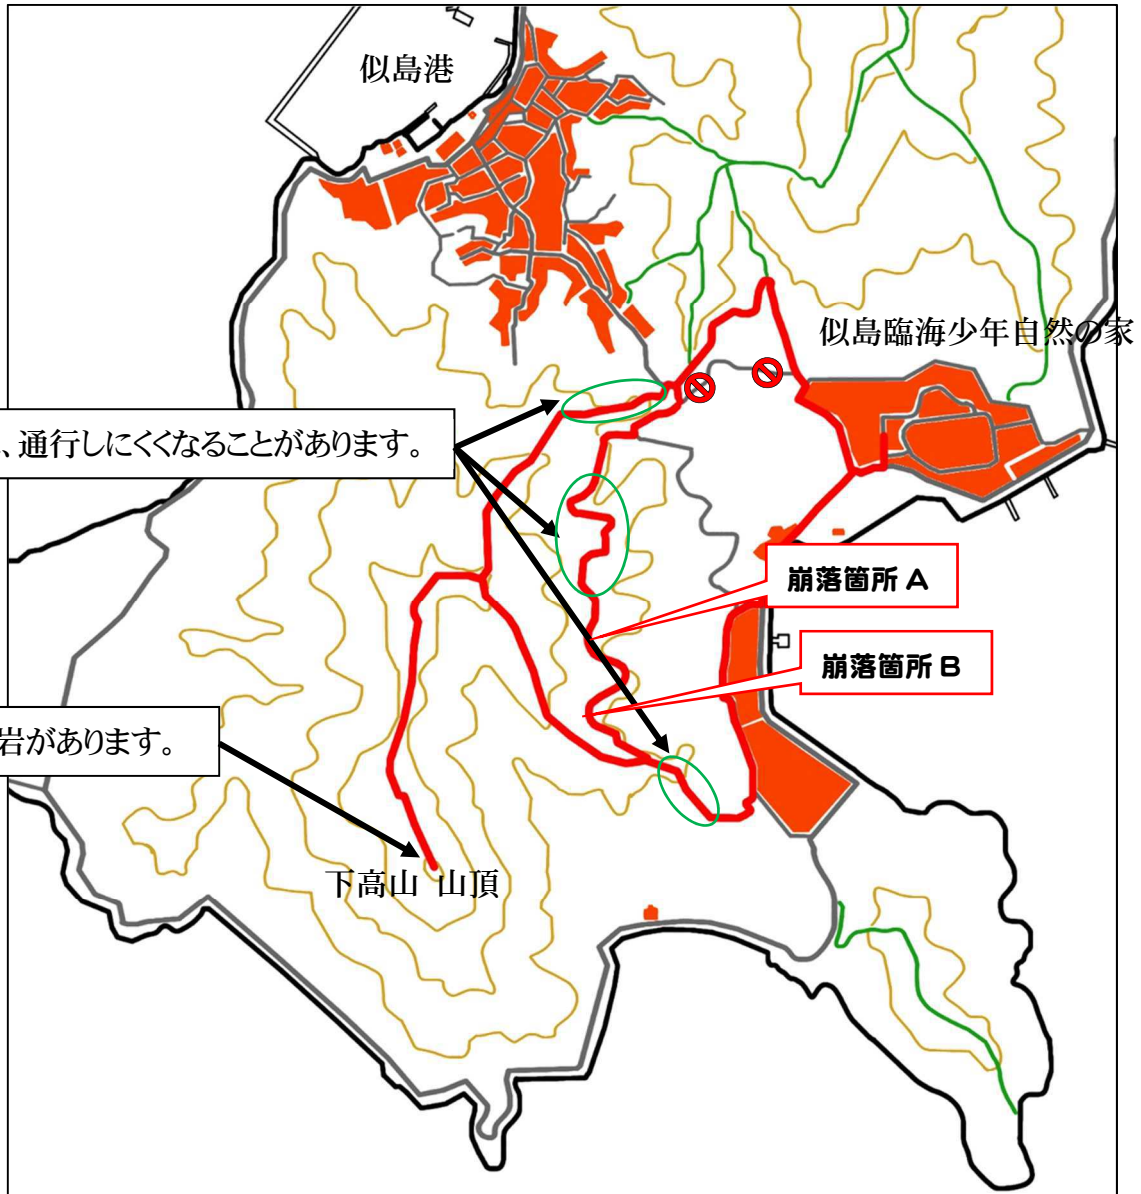 似島港
似島臨海少年自然の家
、通行しにくくなることがあります。
崩落箇所 A
崩落箇所 B
岩があります。
下高山 山頂